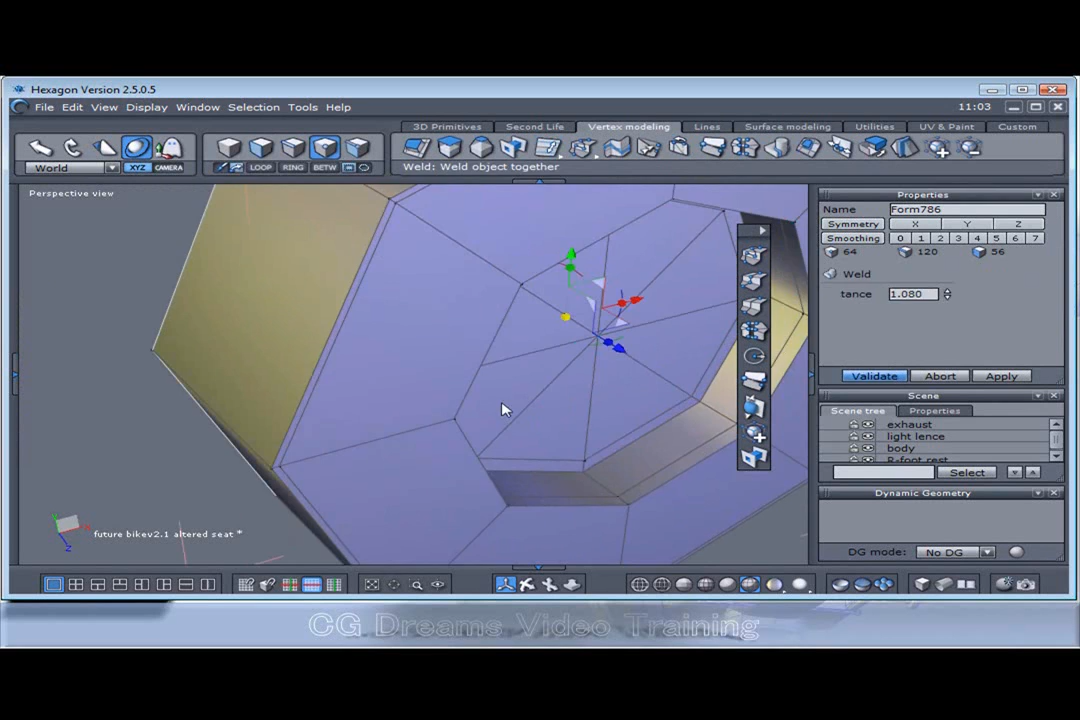 Hexagon Version 2.5.0.5
File Edit View Display Window Selection Tools Help
11:03
3D Primitives Second Life Vertex modeling Lines Surface modeling Utilities UV & Paint Custom
World XYZ CAMERA LOOP RING BETW
Weld: Weld object together
Perspective view
Properties
Name Form786
Symmetry X Y Z
Smoothing 0 1 2 3 4 5 6 7
64 120 56
Weld
tance 1.080
Validate Abort Apply
Scene
Scene tree Properties
exhaust
light lence
body
R-foot rest
Select
Dynamic Geometry
DG mode: No DG
future bikev2.1 altered seat *
CG Dreams Video Training